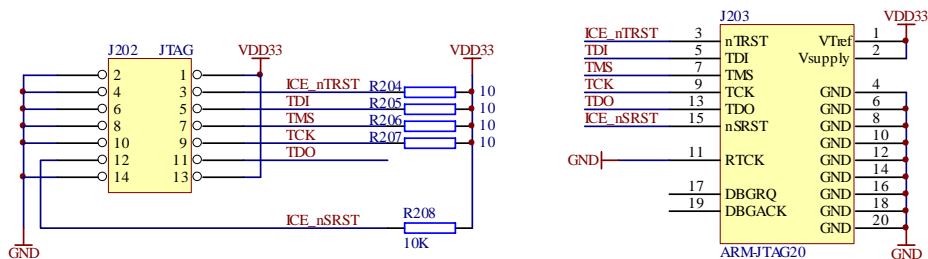 J202 JTAG VDD33 VDD33
2 1
4 3 ICE_nTRST R204 10
6 5 TDI R205 10
8 7 TMS R206 10
10 9 TCK R207 10
12 11 TDO
14 13
ICE_nSRST R208
10K
GND
J203 VDD33
ICE_nTRST 3 nTRST VTref 1
TDI 5 TDI Vsupply 2
TMS 7 TMS
TCK 9 TCK GND 4
TDO 13 TDO GND 6
ICE_nSRST 15 nSRST GND 8
GND 10
GND 11 RTCK GND 12
GND 14
17 DBGRQ GND 16
19 DBGACK GND 18
GND 20
ARM-JTAG20 GND